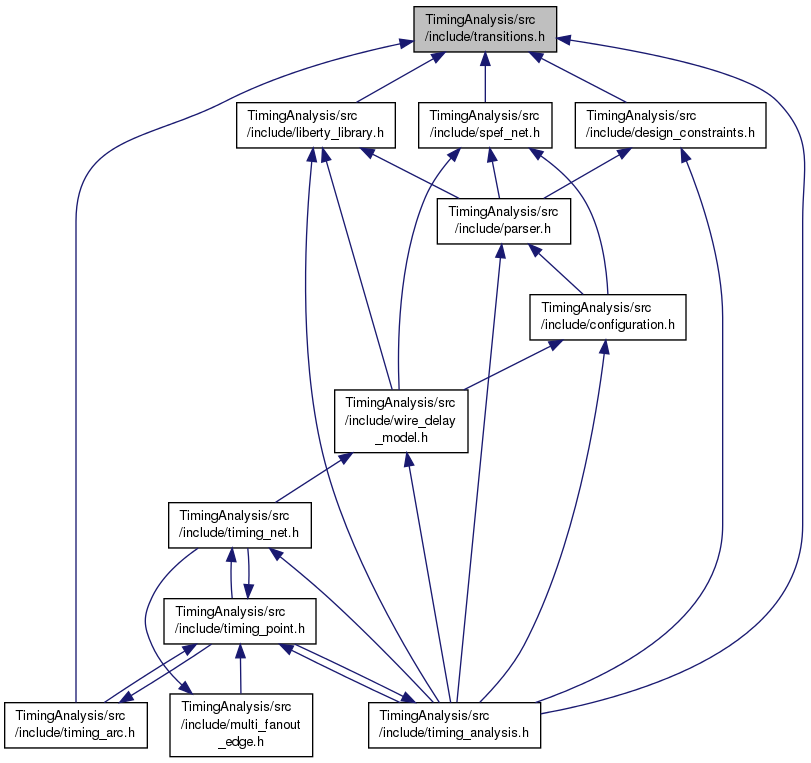 TimingAnalysis/src
/include/transitions.h
TimingAnalysis/src
/include/liberty_library.h
TimingAnalysis/src
/include/spef_net.h
TimingAnalysis/src
/include/design_constraints.h
TimingAnalysis/src
/include/parser.h
TimingAnalysis/src
/include/configuration.h
TimingAnalysis/src
/include/wire_delay
_model.h
TimingAnalysis/src
/include/timing_net.h
TimingAnalysis/src
/include/timing_point.h
TimingAnalysis/src
/include/timing_arc.h
TimingAnalysis/src
/include/multi_fanout
_edge.h
TimingAnalysis/src
/include/timing_analysis.h